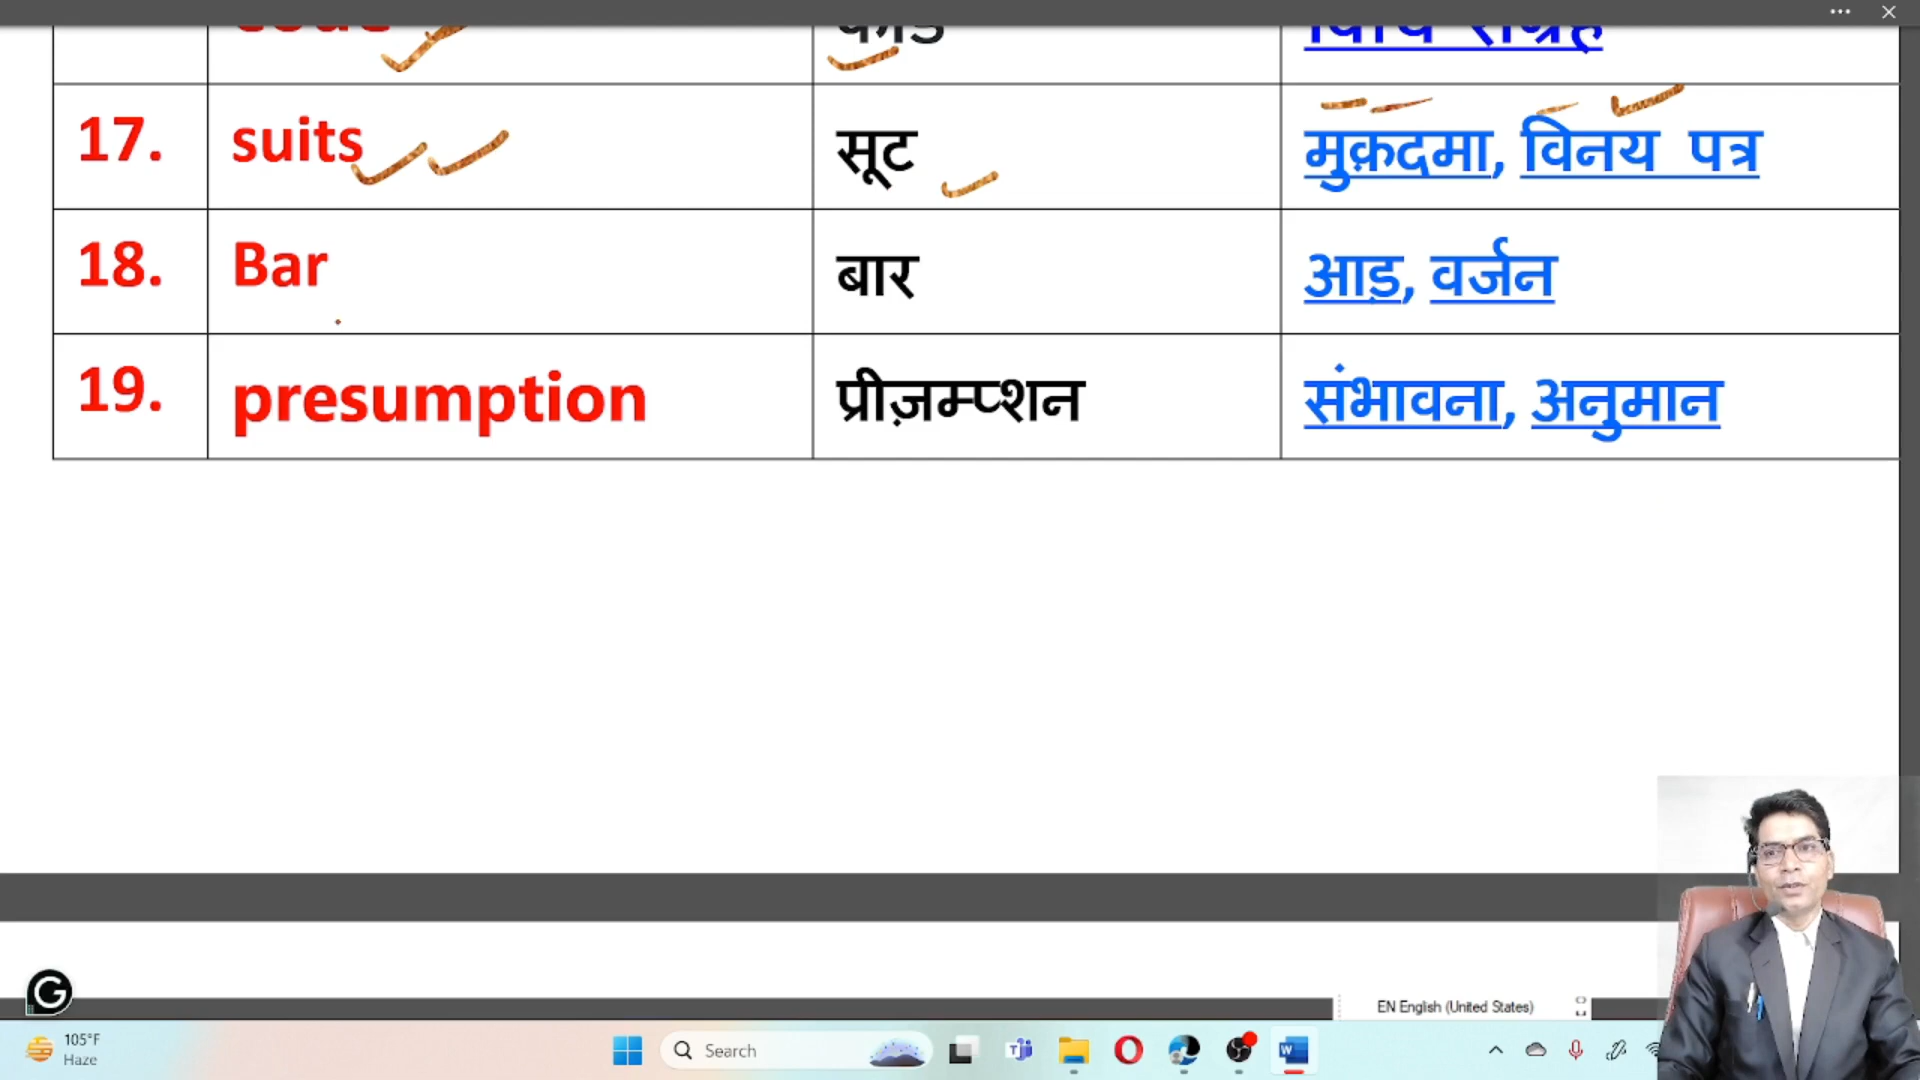 17. suits सूट मुक़दमा, विनय पत्र
18. Bar बार आड़, वर्जन
19. presumption प्रीज़म्प्शन संभावना, अनुमान
EN English (United States)
105°F
Haze
Search